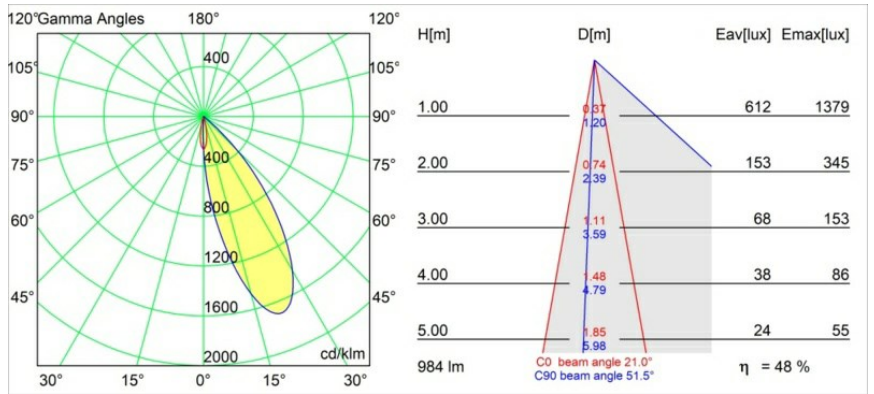 120° Gamma Angles 180° 120°
400
105° 105°
90° 90°
400
75° 75°
800
60° 60°
1200
45° 45°
1600
2000 cd/klm
30° 15° 0° 15° 30°
H[m] D[m] Eav[lux] Emax[lux]
1.00 0.37 612 1379
1.20
2.00 0.74 153 345
2.39
3.00 1.11 68 153
3.59
4.00 1.48 38 86
4.79
5.00 1.85 24 55
5.98
984 lm C0 beam angle 21.0° η = 48 %
C90 beam angle 51.5°